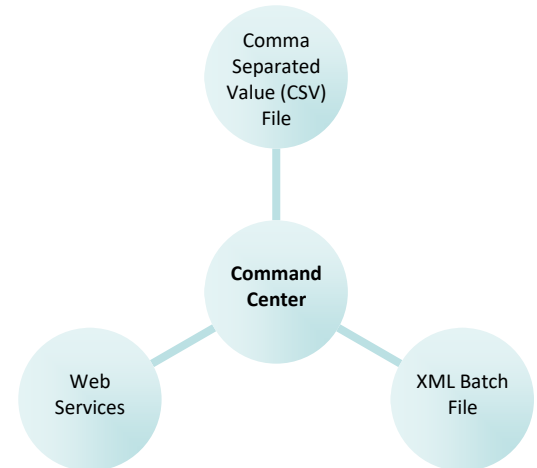 Comma
Separated
Value (CSV)
File
Command
Center
Web
Services
XML Batch
File